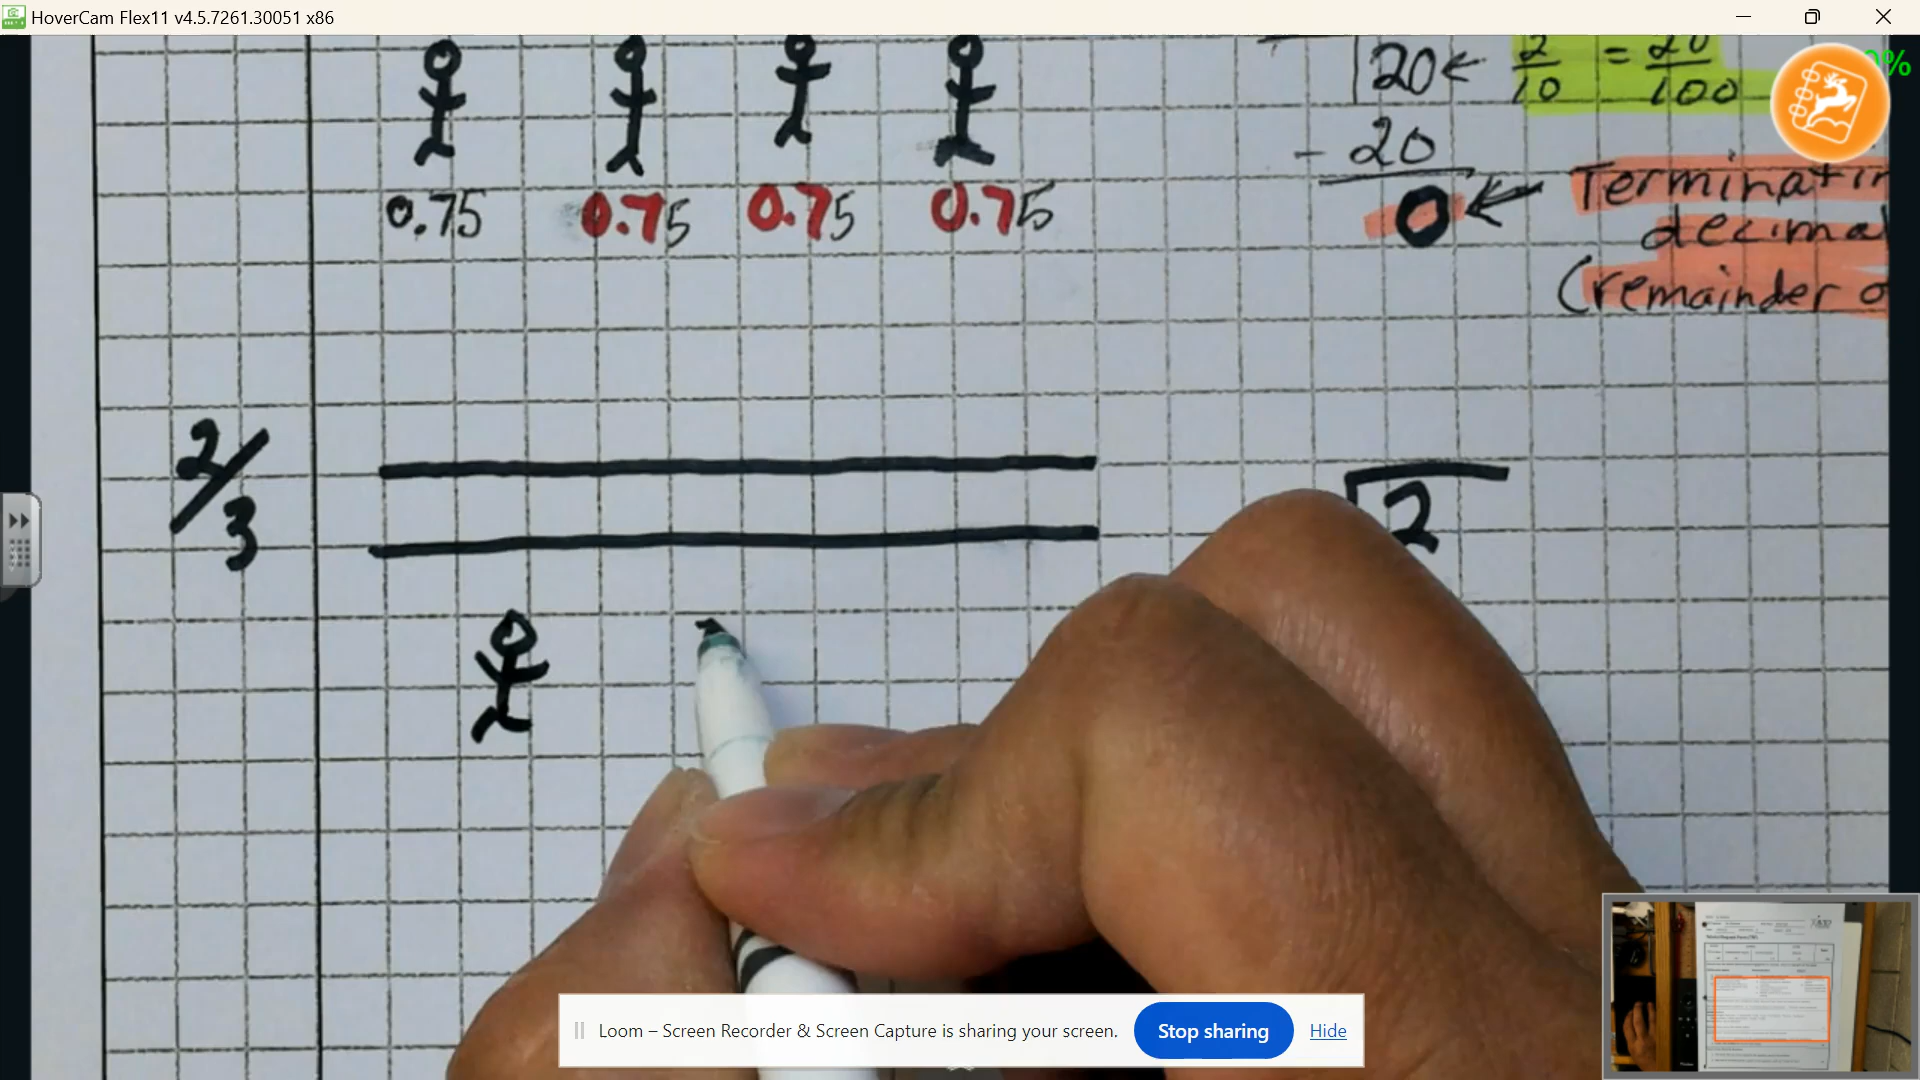 HoverCam Flex11 v4.5.7261.30051 x86
20 ← 2/10 = 20/100
- 20
0.75 0.75 0.75 0.75
0 ← Terminatin
decimal
(remainder o
2/3
2
Loom – Screen Recorder & Screen Capture is sharing your screen. Stop sharing Hide